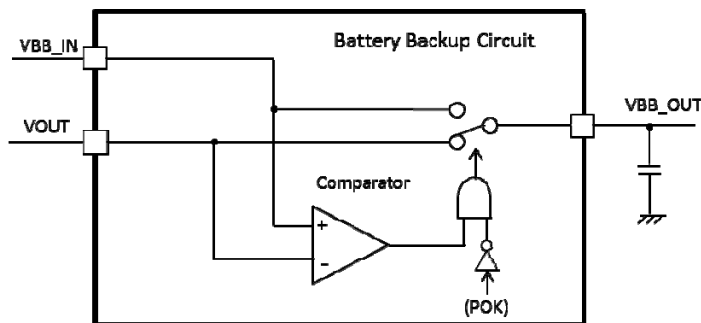 Battery Backup Circuit
VBB_IN
VBB_OUT
VOUT
Comparator
+
-
(POK)